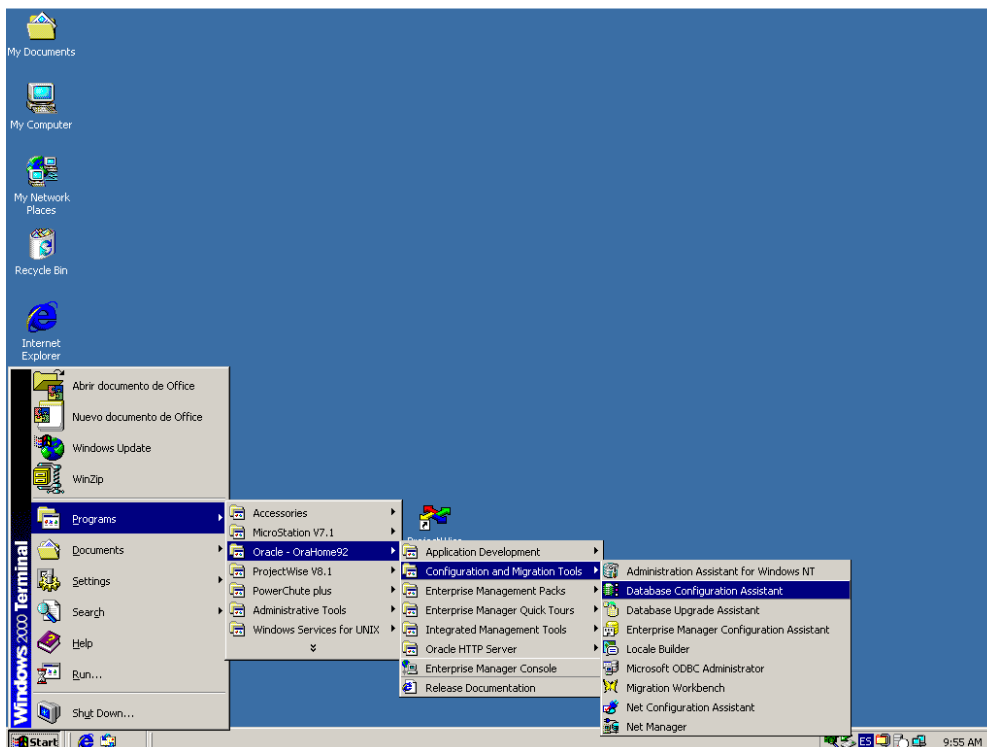 My Documents
My Computer
My Network
Places
Recycle Bin
Internet
Explorer
Windows 2000 Terminal
Abrir documento de Office
Nuevo documento de Office
Windows Update
WinZip
Programs
Documents
Settings
Search
Help
Run...
Shut Down...
Accessories
MicroStation V7.1
Oracle - OraHome92
ProjectWise V8.1
PowerChute plus
Administrative Tools
Windows Services for UNIX
Application Development
Configuration and Migration Tools
Enterprise Management Packs
Enterprise Manager Quick Tours
Integrated Management Tools
Oracle HTTP Server
Enterprise Manager Console
Release Documentation
Administration Assistant for Windows NT
Database Configuration Assistant
Database Upgrade Assistant
Enterprise Manager Configuration Assistant
Locale Builder
Microsoft ODBC Administrator
Migration Workbench
Net Configuration Assistant
Net Manager
Start
ES
9:55 AM